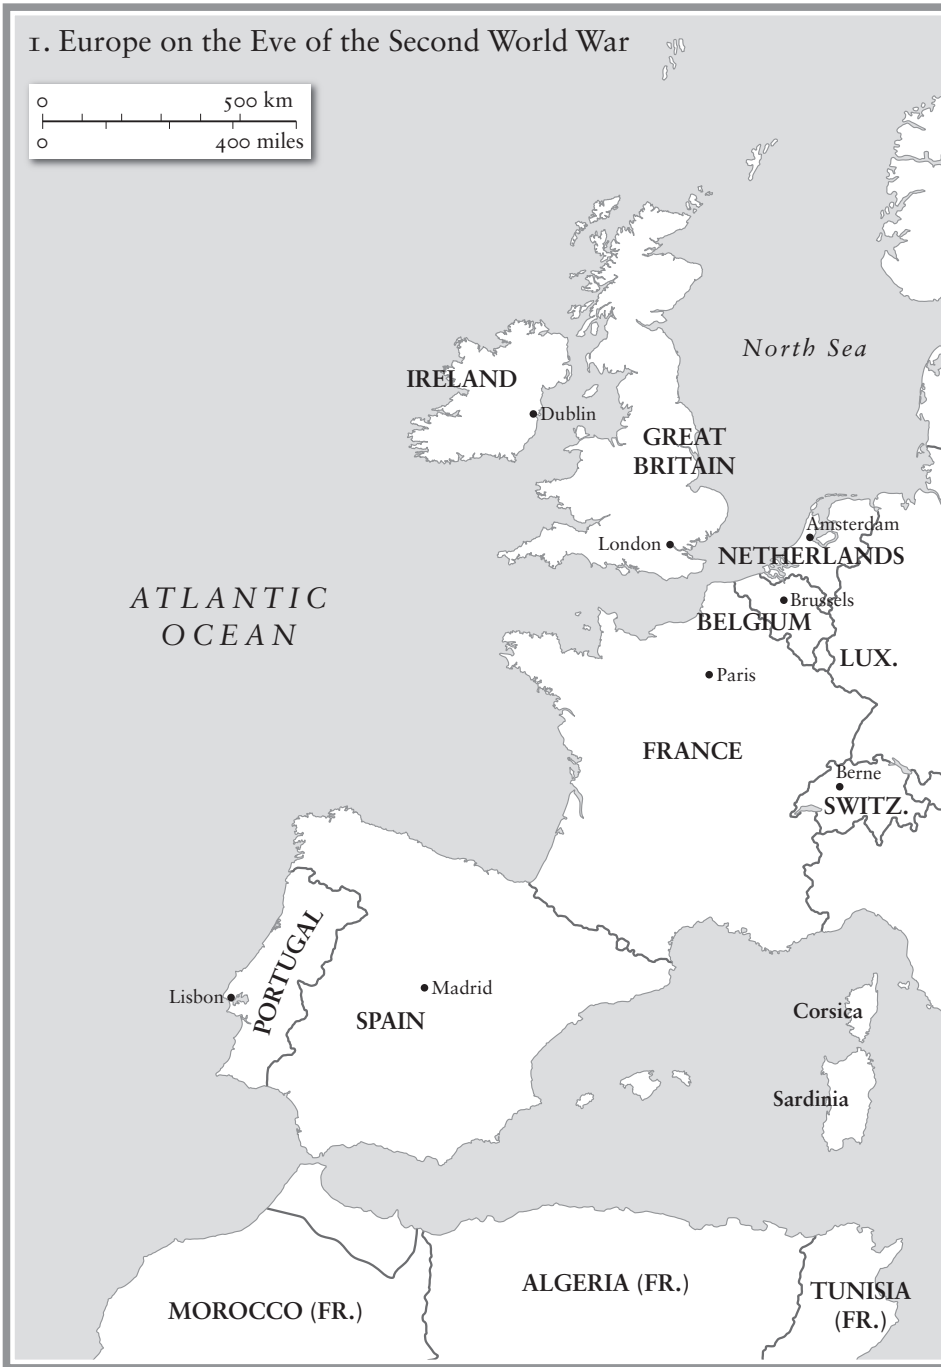 1. Europe on the Eve of the Second World War
0 500 km
0 400 miles
North Sea
IRELAND
Dublin
GREAT
BRITAIN
Amsterdam
London
NETHERLANDS
ATLANTIC
OCEAN
Brussels
BELGIUM
LUX.
Paris
FRANCE
Berne
SWITZ.
PORTUGAL
Lisbon
Madrid
SPAIN
Corsica
Sardinia
MOROCCO (FR.)
ALGERIA (FR.)
TUNISIA
(FR.)